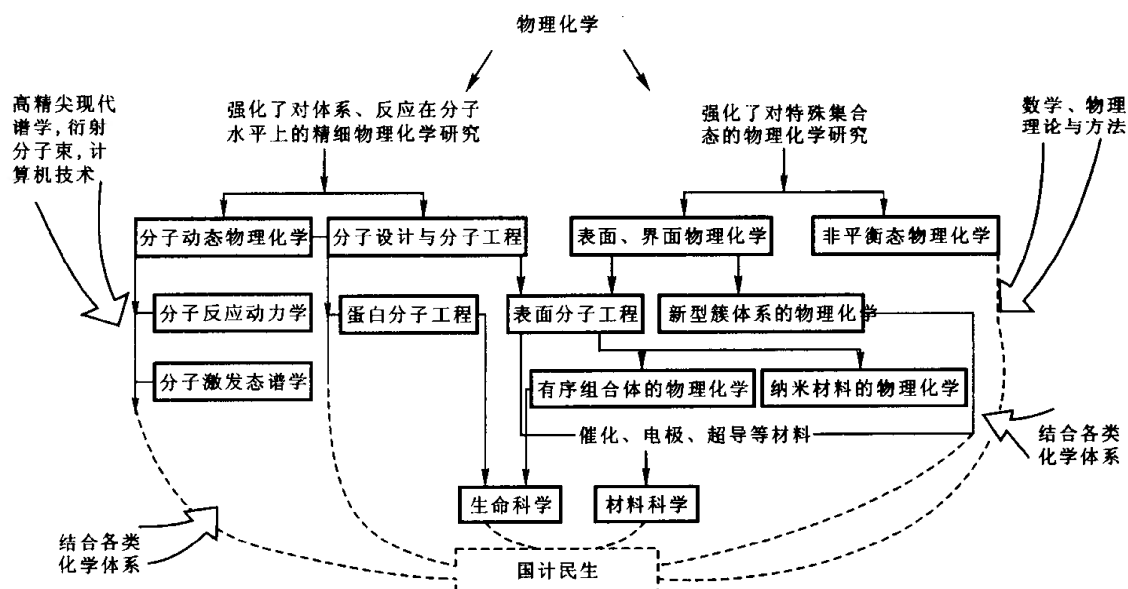 物理化学
高精尖现代
谱学，衍射
分子束，计
算机技术
强化了对体系、反应在分子
水平上的精细物理化学研究
强化了对特殊集合
态的物理化学研究
数学、物理
理论与方法
分子动态物理化学
分子设计与分子工程
表面、界面物理化学
非平衡态物理化学
分子反应动力学
蛋白分子工程
表面分子工程
新型簇体系的物理化学
分子激发态谱学
有序组合体的物理化学
纳米材料的物理化学
催化、电极、超导等材料
结合各类
化学体系
生命科学
材料科学
结合各类
化学体系
国计民生